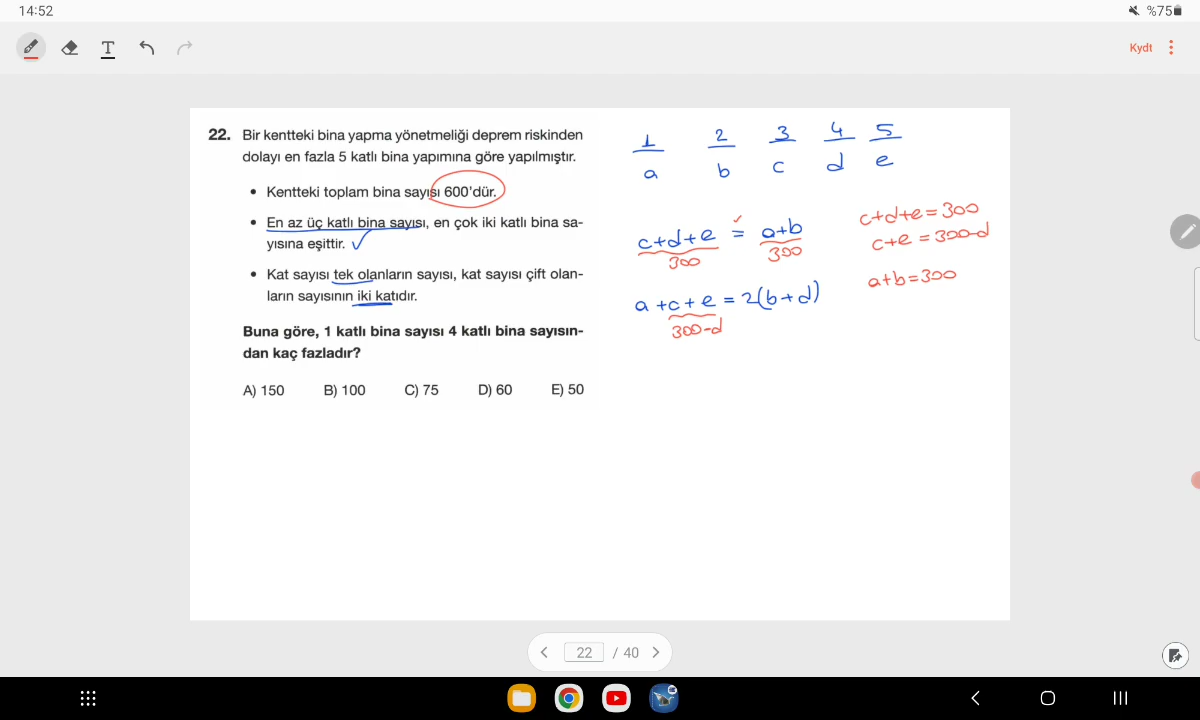 14:52
%75
T
Kydt
22. Bir kentteki bina yapma yönetmeliği deprem riskinden
dolayı en fazla 5 katlı bina yapımına göre yapılmıştır.
• Kentteki toplam bina sayısı 600'dür.
• En az üç katlı bina sayısı, en çok iki katlı bina sa-
yısına eşittir.
• Kat sayısı tek olanların sayısı, kat sayısı çift olan-
ların sayısının iki katıdır.
Buna göre, 1 katlı bina sayısı 4 katlı bina sayısın-
dan kaç fazladır?
A) 150 B) 100 C) 75 D) 60 E) 50
1 2 3 4 5
a b c d e
c+d+e = a+b
300 300
a+c+e = 2(b+d)
300-d
c+d+e=300
c+e=300-d
a+b=300
22 / 40